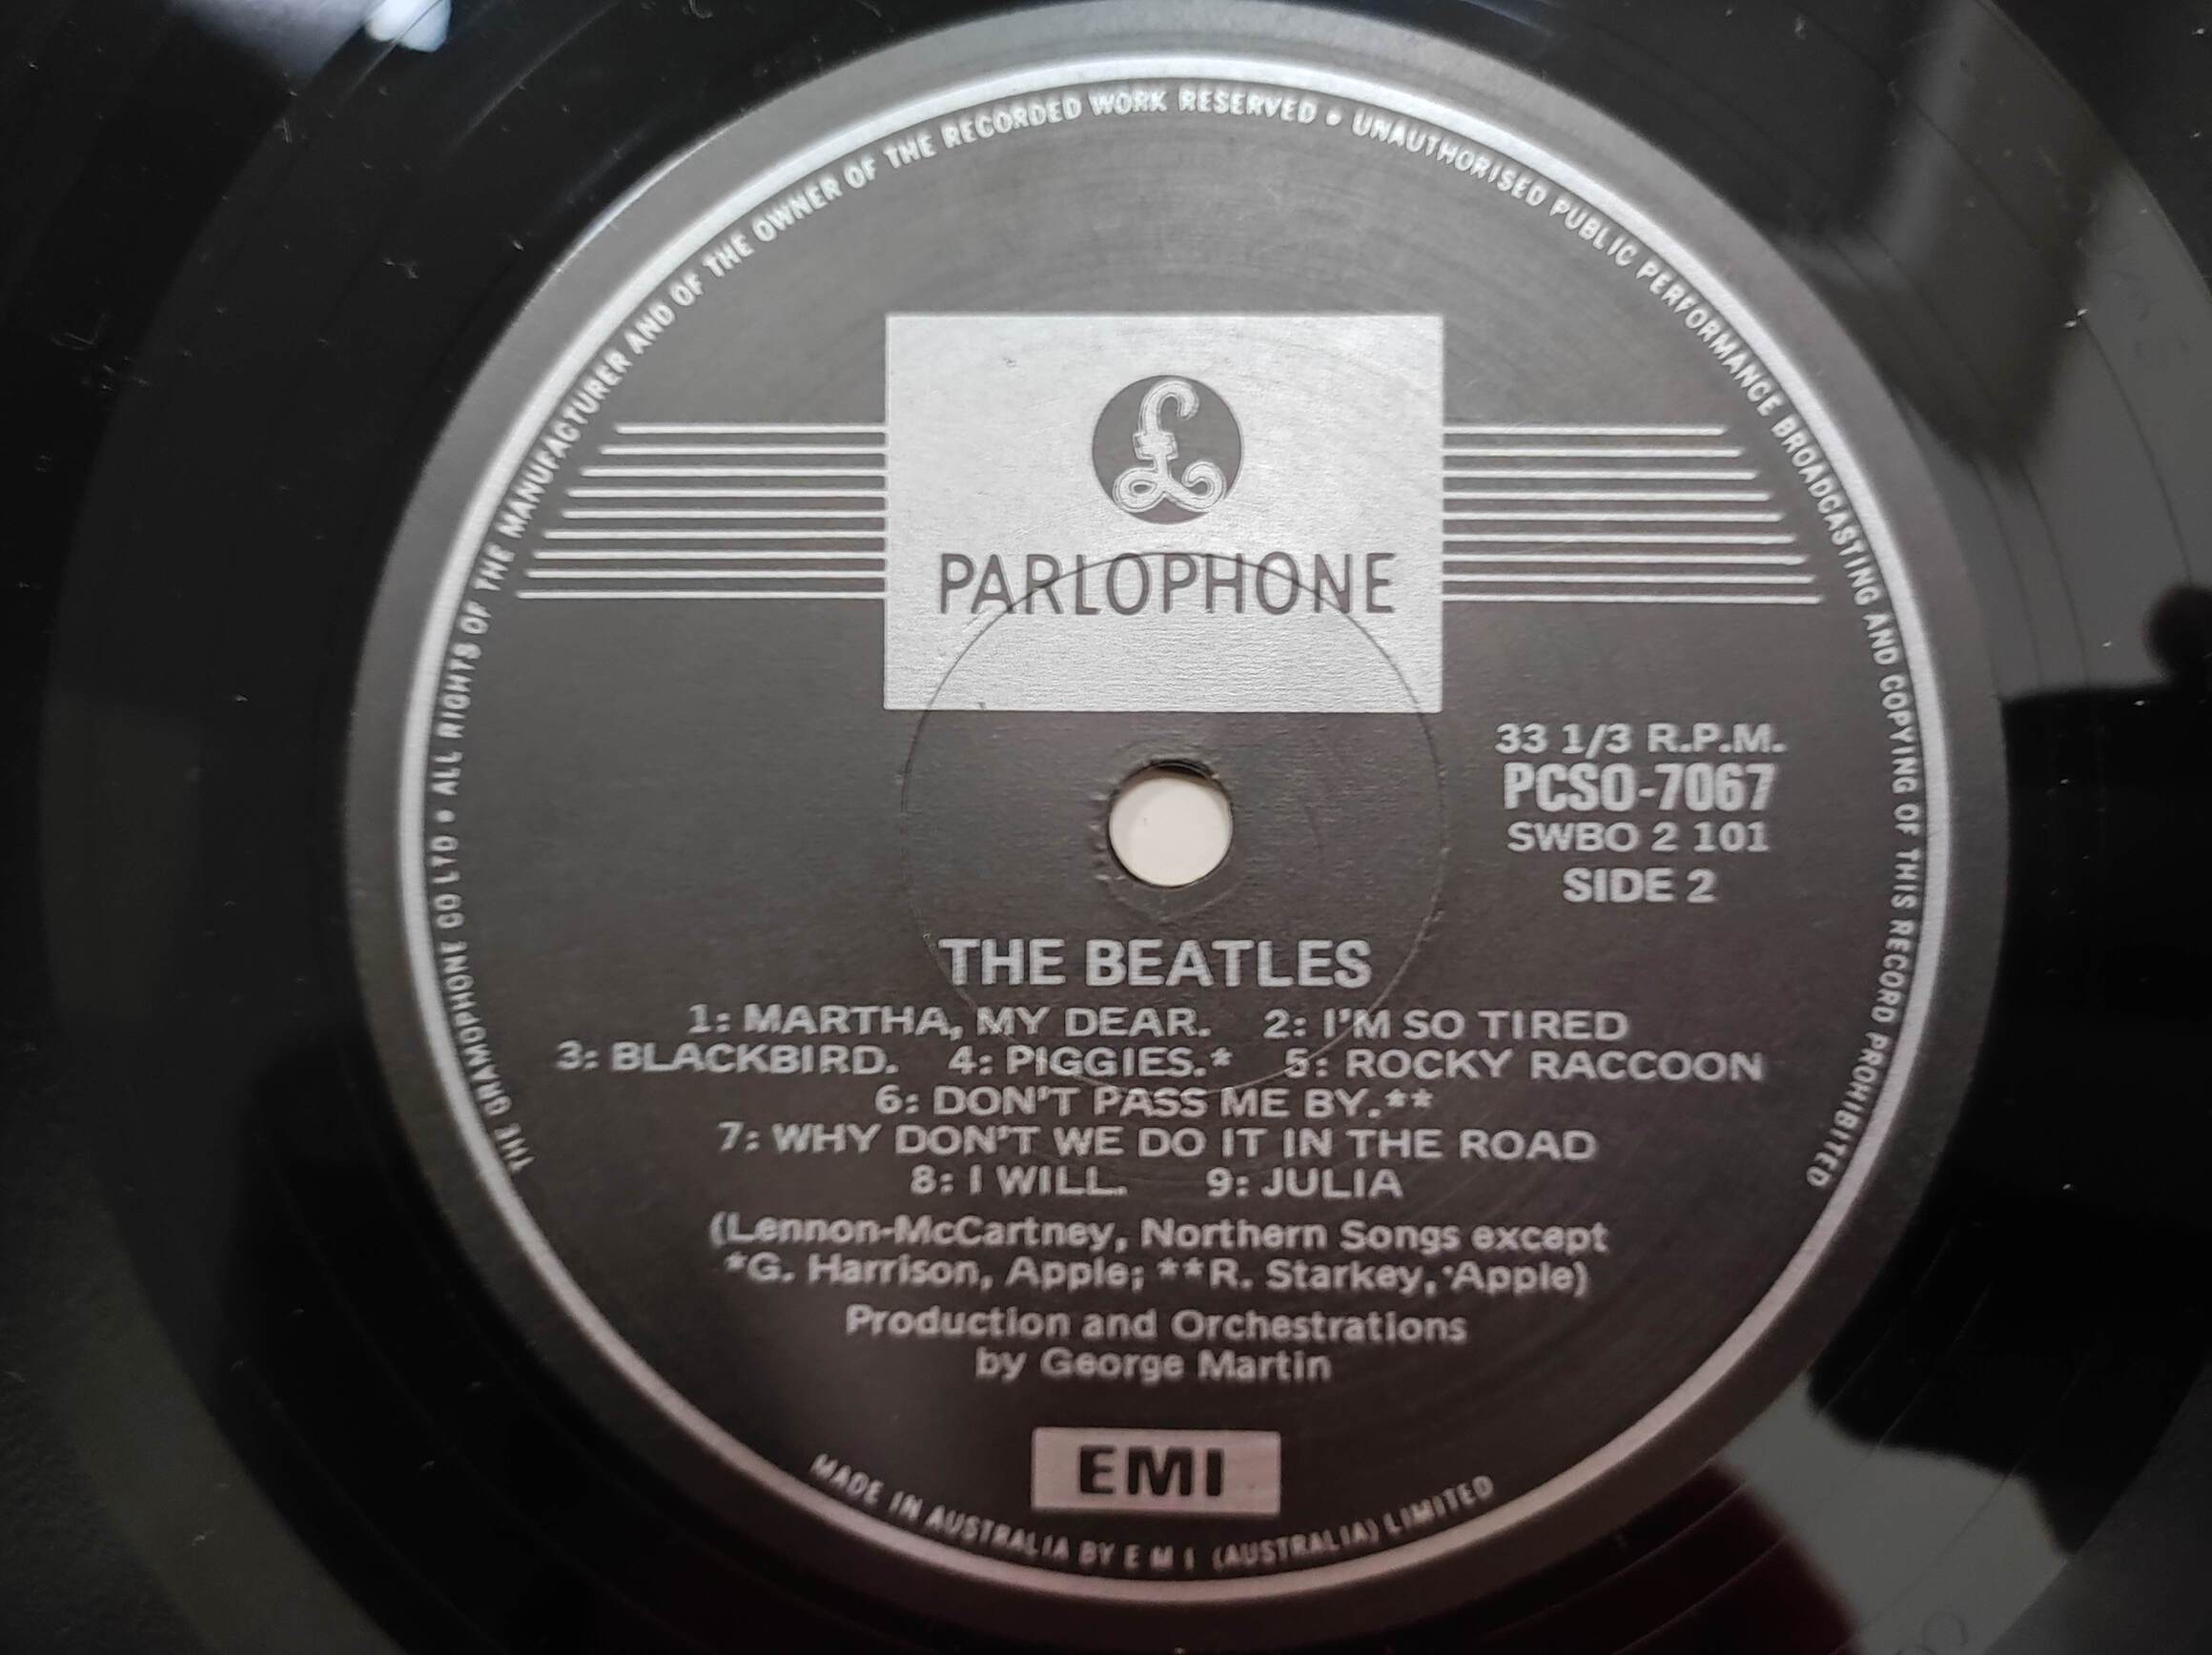 THE GRAMOPHONE CO LTD • ALL RIGHTS OF THE MANUFACTURER AND OF THE OWNER OF THE RECORDED WORK RESERVED • UNAUTHORISED PUBLIC PERFORMANCE BROADCASTING AND COPYING OF THIS RECORD PROHIBITED
£
PARLOPHONE
33 1/3 R.P.M.
PCSO-7067
SWBO 2 101
SIDE 2
THE BEATLES
1: MARTHA, MY DEAR. 2: I'M SO TIRED
3: BLACKBIRD. 4: PIGGIES.* 5: ROCKY RACCOON
6: DON'T PASS ME BY.**
7: WHY DON'T WE DO IT IN THE ROAD
8: I WILL. 9: JULIA
(Lennon-McCartney, Northern Songs except
*G. Harrison, Apple; **R. Starkey, Apple)
Production and Orchestrations
by George Martin
EMI
MADE IN AUSTRALIA BY E M I (AUSTRALIA) LIMITED